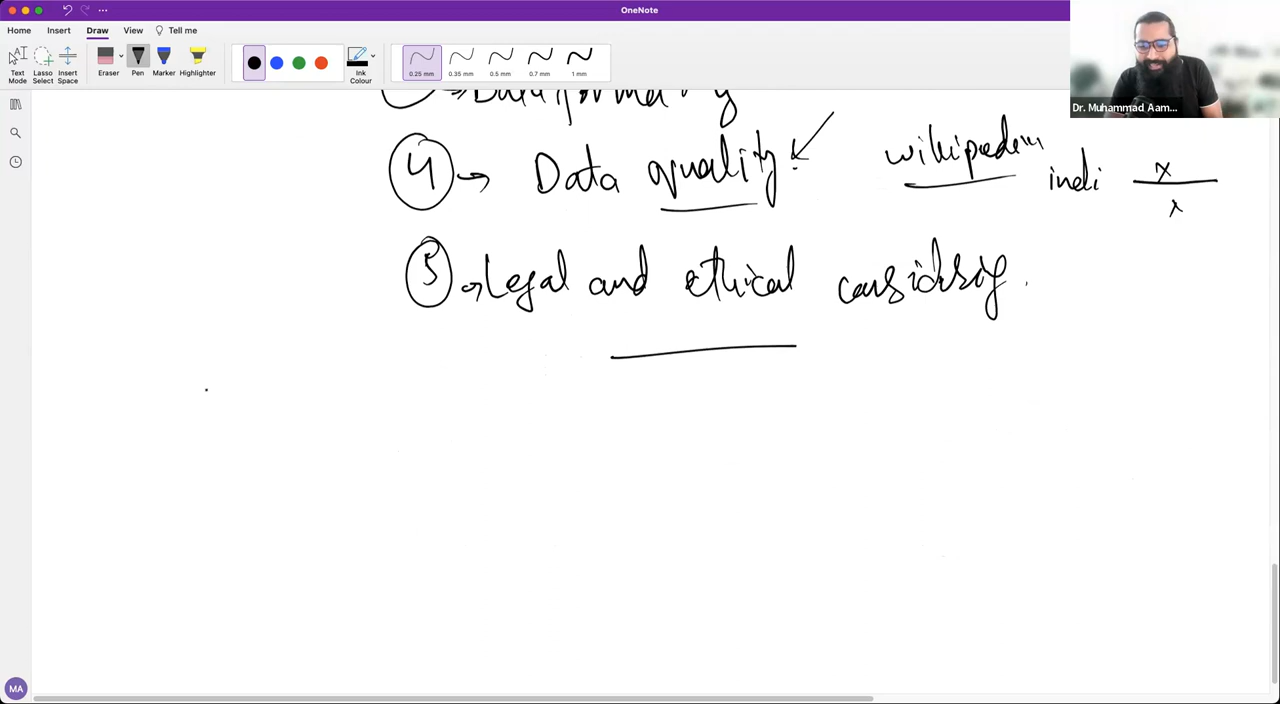 OneNote
Home Insert Draw View Tell me
Text Mode Lasso Select Insert Space Eraser Pen Marker Highlighter Ink Colour
0.25 mm 0.35 mm 0.5 mm 0.7 mm 1 mm
Dr. Muhammad Aam...
4 → Data quality wikipedia
indi x
x
5 → Legal and ethical
MA